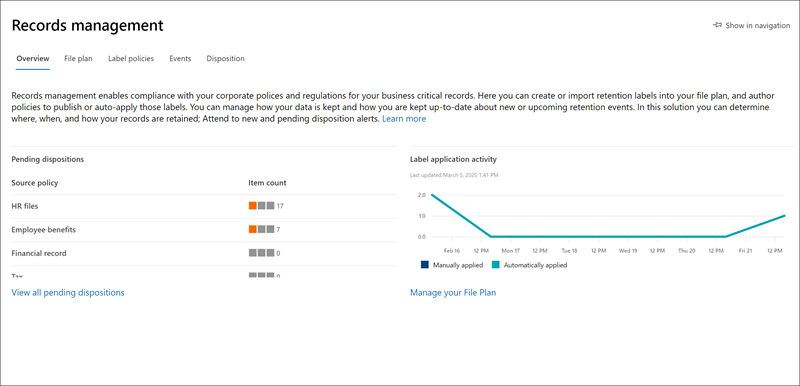 Records management
Show in navigation
Overview File plan Label policies Events Disposition
Records management enables compliance with your corporate polices and regulations for your business critical records. Here you can create or import retention labels into your file plan, and author
policies to publish or auto-apply those labels. You can manage how your data is kept and how you are kept up-to-date about new or upcoming retention events. In this solution you can determine
where, when, and how your records are retained; Attend to new and pending disposition alerts. Learn more
Pending dispositions
Source policy Item count
HR files 17
Employee benefits 7
Financial record 0
Tax 0
View all pending dispositions
Label application activity
Last updated March 5, 2020 1:41 PM
2.0
1.0
0.0
Feb 16 12 PM Mon 17 12 PM Tue 18 12 PM Wed 19 12 PM Thu 20 12 PM Fri 21 12 PM
Manually applied Automatically applied
Manage your File Plan